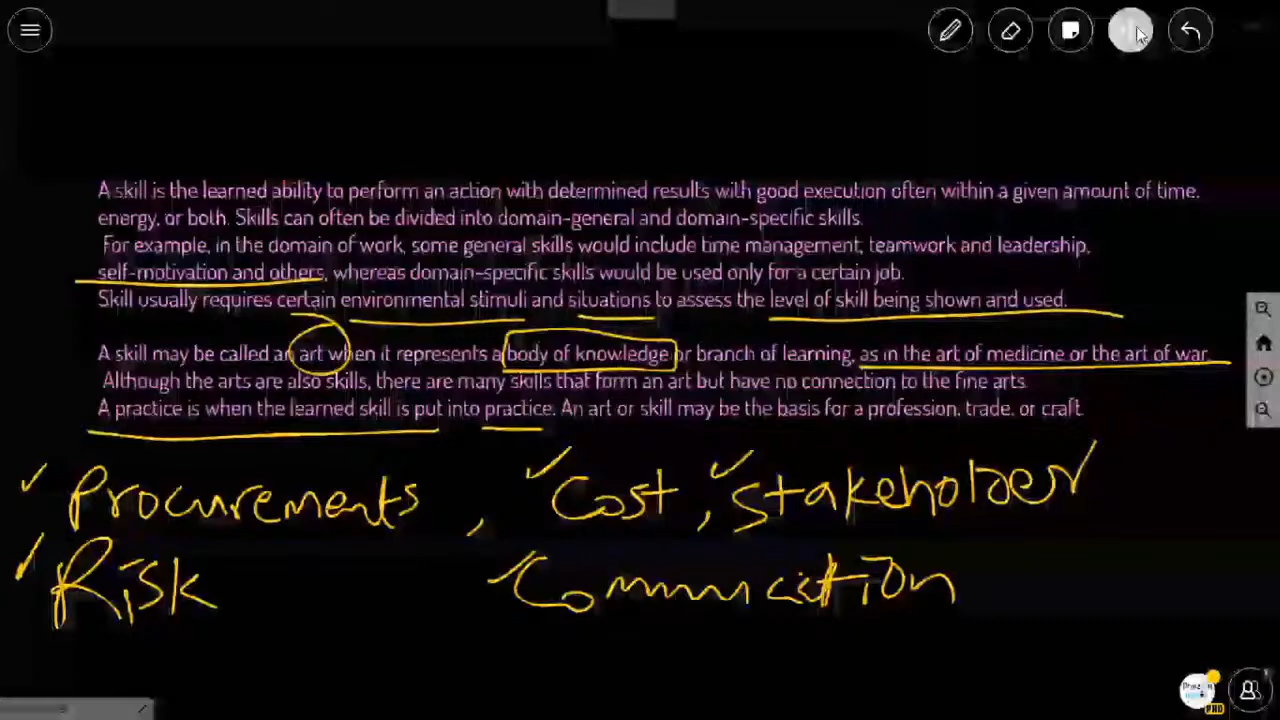 A skill is the learned ability to perform an action with determined results with good execution often within a given amount of time,
energy, or both. Skills can often be divided into domain-general and domain-specific skills.
For example, in the domain of work, some general skills would include time management, teamwork and leadership,
self-motivation and others, whereas domain-specific skills would be used only for a certain job.
Skill usually requires certain environmental stimuli and situations to assess the level of skill being shown and used.
A skill may be called an art when it represents a body of knowledge or branch of learning, as in the art of medicine or the art of war.
Although the arts are also skills, there are many skills that form an art but have no connection to the fine arts.
A practice is when the learned skill is put into practice. An art or skill may be the basis for a profession, trade, or craft.
Procurements, Cost, Stakeholder
Risk Communication
PRO